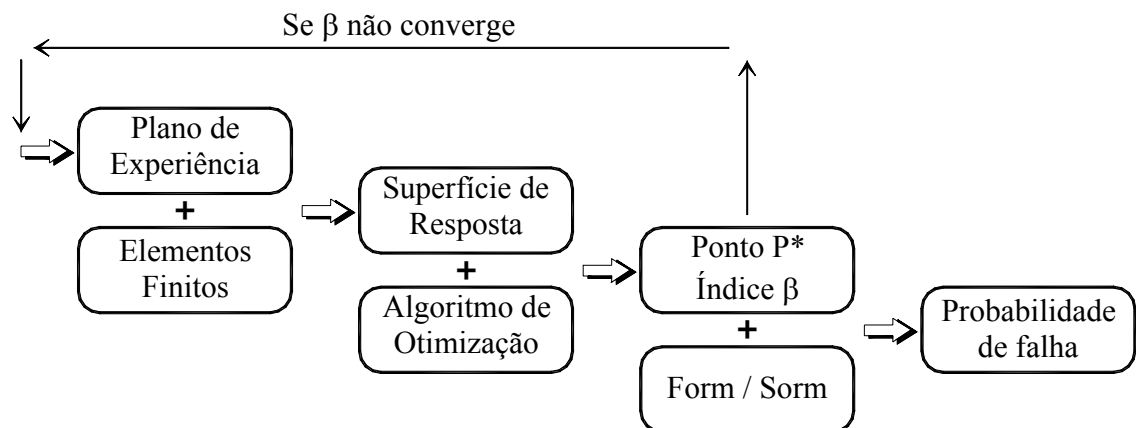 Se β não converge
Plano de
Experiência
+
Elementos
Finitos
Superfície de
Resposta
+
Algoritmo de
Otimização
Ponto P*
Índice β
+
Form / Sorm
Probabilidade
de falha